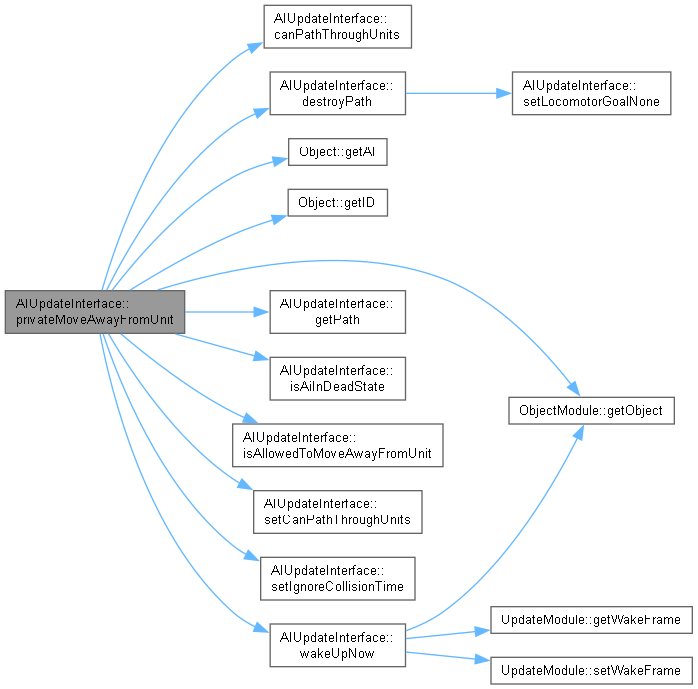 AIUpdateInterface::
canPathThroughUnits
AIUpdateInterface::
destroyPath
AIUpdateInterface::
setLocomotorGoalNone
Object::getAI
Object::getID
AIUpdateInterface::
privateMoveAwayFromUnit
AIUpdateInterface::
getPath
AIUpdateInterface::
isAiInDeadState
ObjectModule::getObject
AIUpdateInterface::
isAllowedToMoveAwayFromUnit
AIUpdateInterface::
setCanPathThroughUnits
AIUpdateInterface::
setIgnoreCollisionTime
AIUpdateInterface::
wakeUpNow
UpdateModule::getWakeFrame
UpdateModule::setWakeFrame